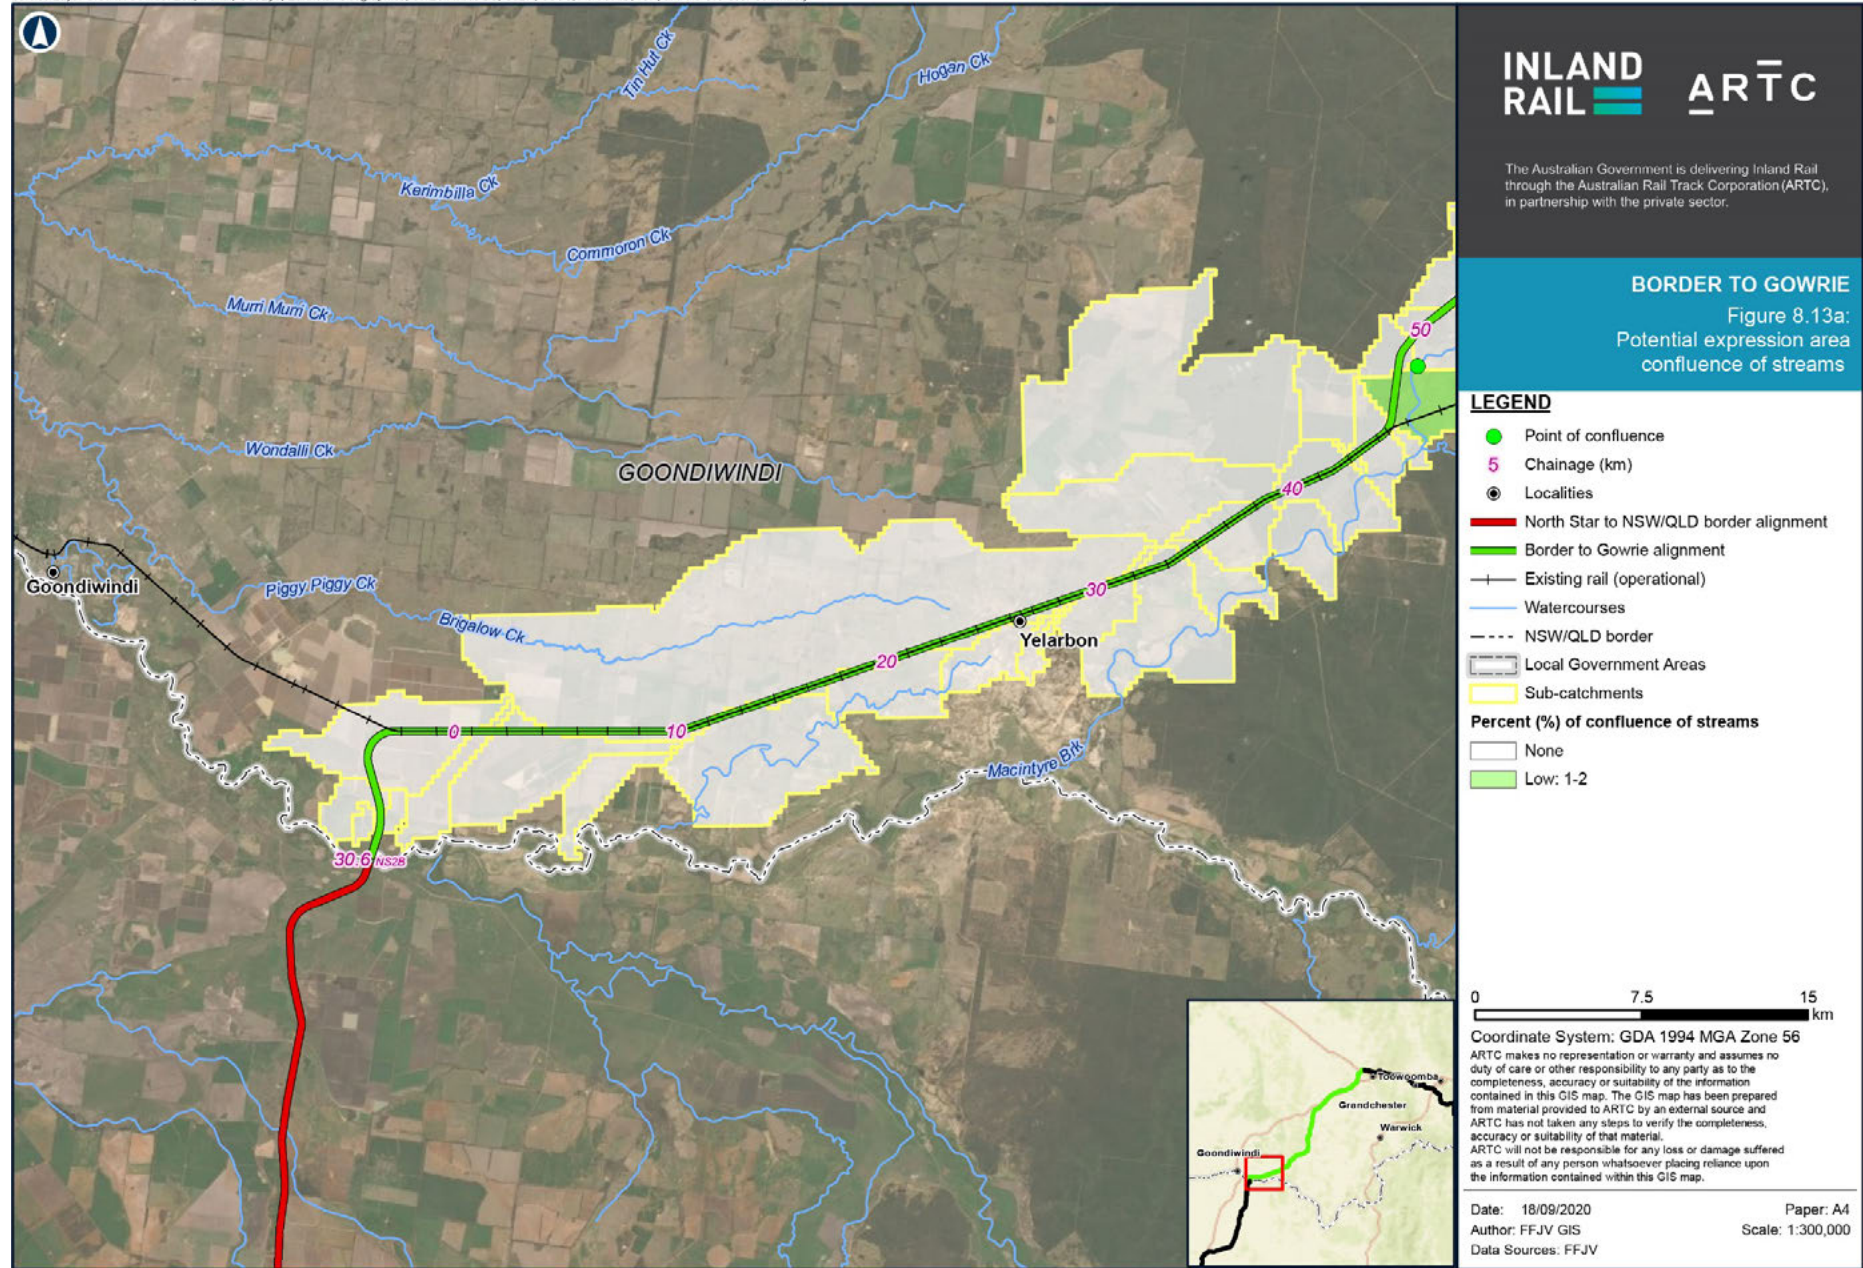 Tin Hut Ck
Hogan Ck
Kerimbilla Ck
Commoron Ck
Murri Murri Ck
Wondalli Ck
GOONDIWINDI
Goondiwindi
Piggy Piggy Ck
Brigalow Ck
Yelarbon
Macintyre Brk
0
10
20
30
40
50
30.6 NS2B
INLAND
RAIL
ARTC
The Australian Government is delivering Inland Rail
through the Australian Rail Track Corporation (ARTC),
in partnership with the private sector.
BORDER TO GOWRIE
Figure 8.13a:
Potential expression area
confluence of streams
LEGEND
Point of confluence
5 Chainage (km)
Localities
North Star to NSW/QLD border alignment
Border to Gowrie alignment
Existing rail (operational)
Watercourses
NSW/QLD border
Local Government Areas
Sub-catchments
Percent (%) of confluence of streams
None
Low: 1-2
0 7.5 15
km
Coordinate System: GDA 1994 MGA Zone 56
ARTC makes no representation or warranty and assumes no
duty of care or other responsibility to any party as to the
completeness, accuracy or suitability of the information
contained in this GIS map. The GIS map has been prepared
from material provided to ARTC by an external source and
ARTC has not taken any steps to verify the completeness,
accuracy or suitability of that material.
ARTC will not be responsible for any loss or damage suffered
as a result of any person whatsoever placing reliance upon
the information contained within this GIS map.
Date: 18/09/2020 Paper: A4
Author: FFJV GIS Scale: 1:300,000
Data Sources: FFJV
Toowoomba
Grandchester
Warwick
Goondiwindi